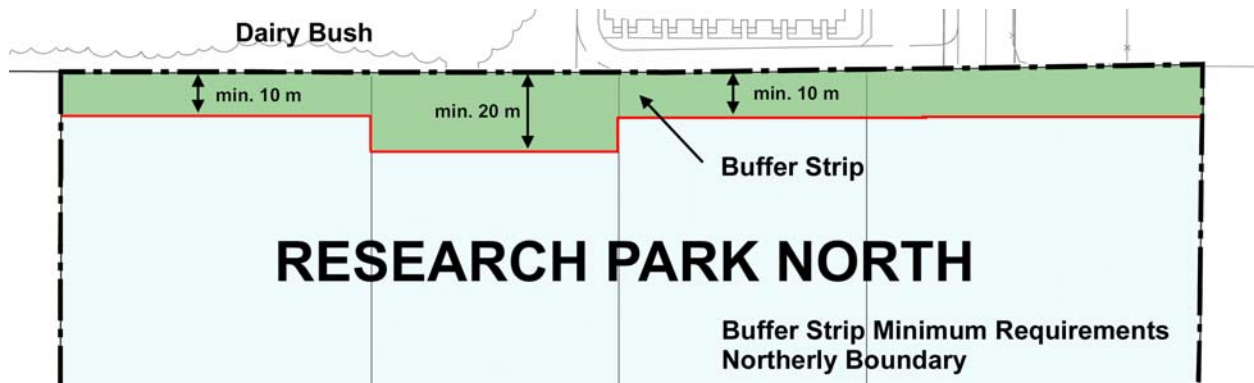 Dairy Bush
min. 10 m
min. 20 m
min. 10 m
Buffer Strip
RESEARCH PARK NORTH
Buffer Strip Minimum Requirements
Northerly Boundary